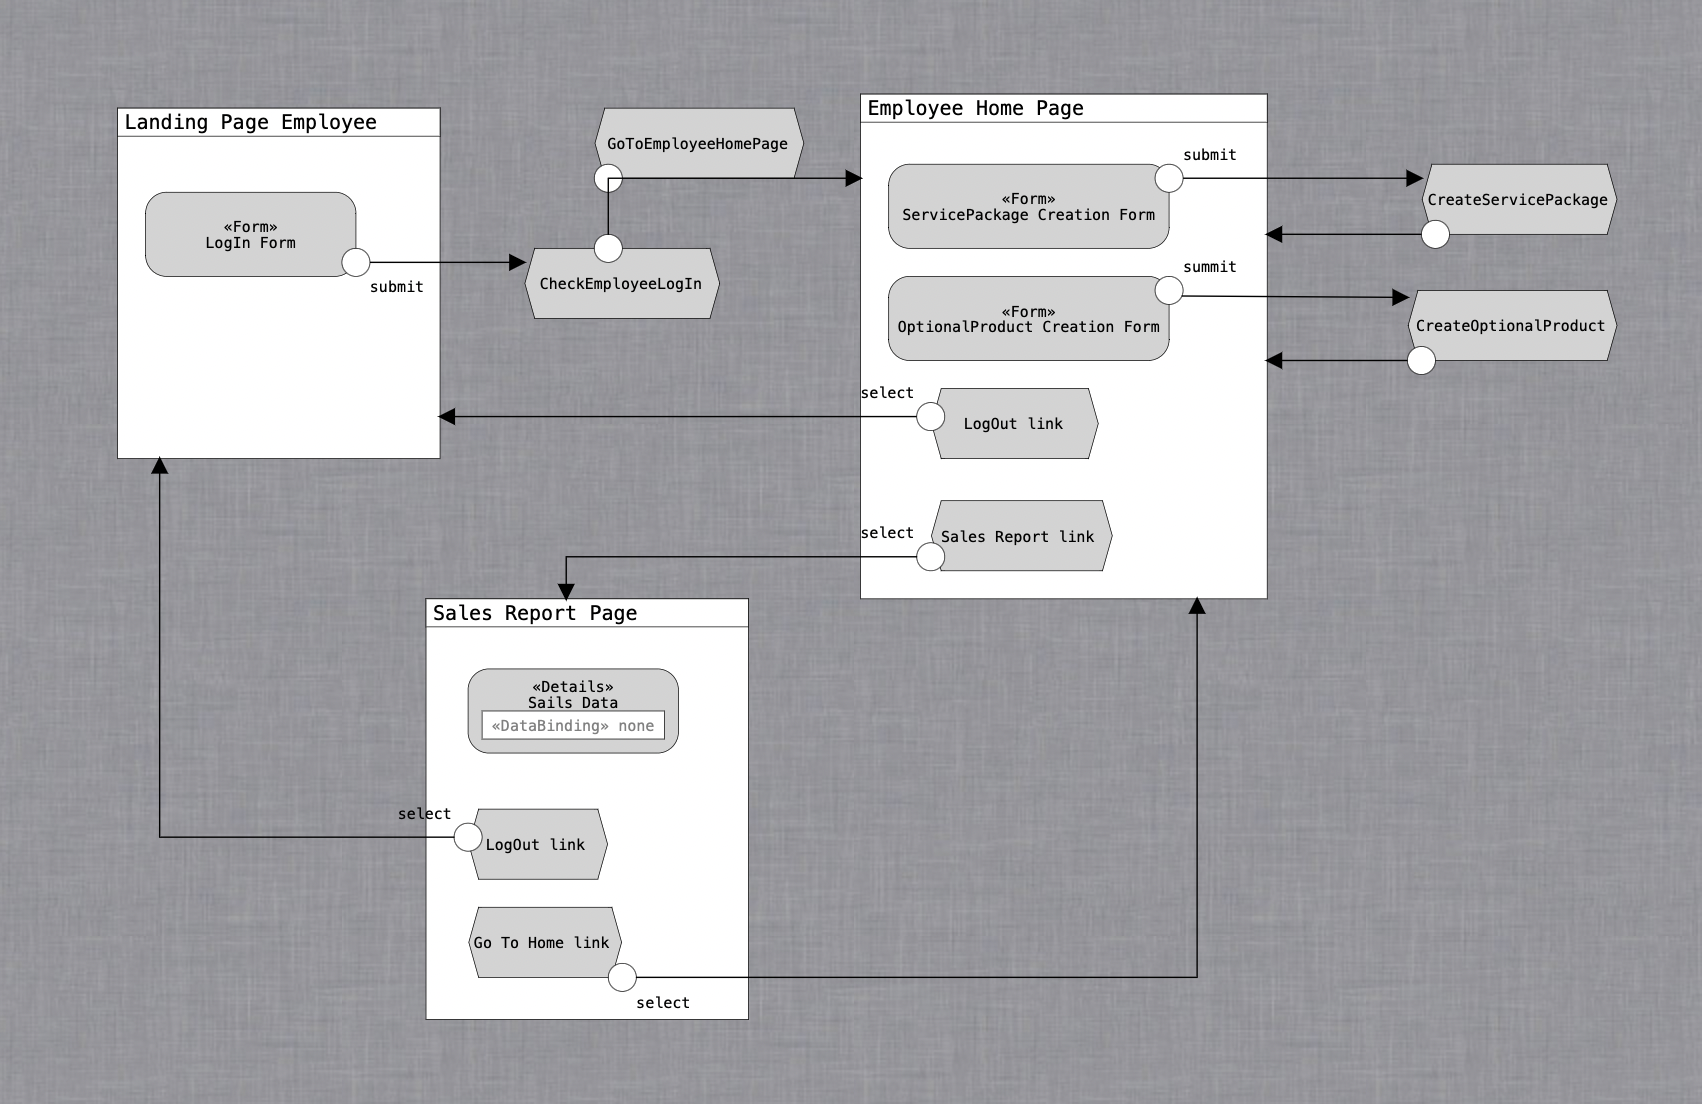 Landing Page Employee
«Form»
LogIn Form
submit
GoToEmployeeHomePage
CheckEmployeeLogIn
Employee Home Page
«Form»
ServicePackage Creation Form
submit
CreateServicePackage
«Form»
OptionalProduct Creation Form
summit
CreateOptionalProduct
select
LogOut link
select
Sales Report link
Sales Report Page
«Details»
Sails Data
«DataBinding» none
select
LogOut link
Go To Home link
select